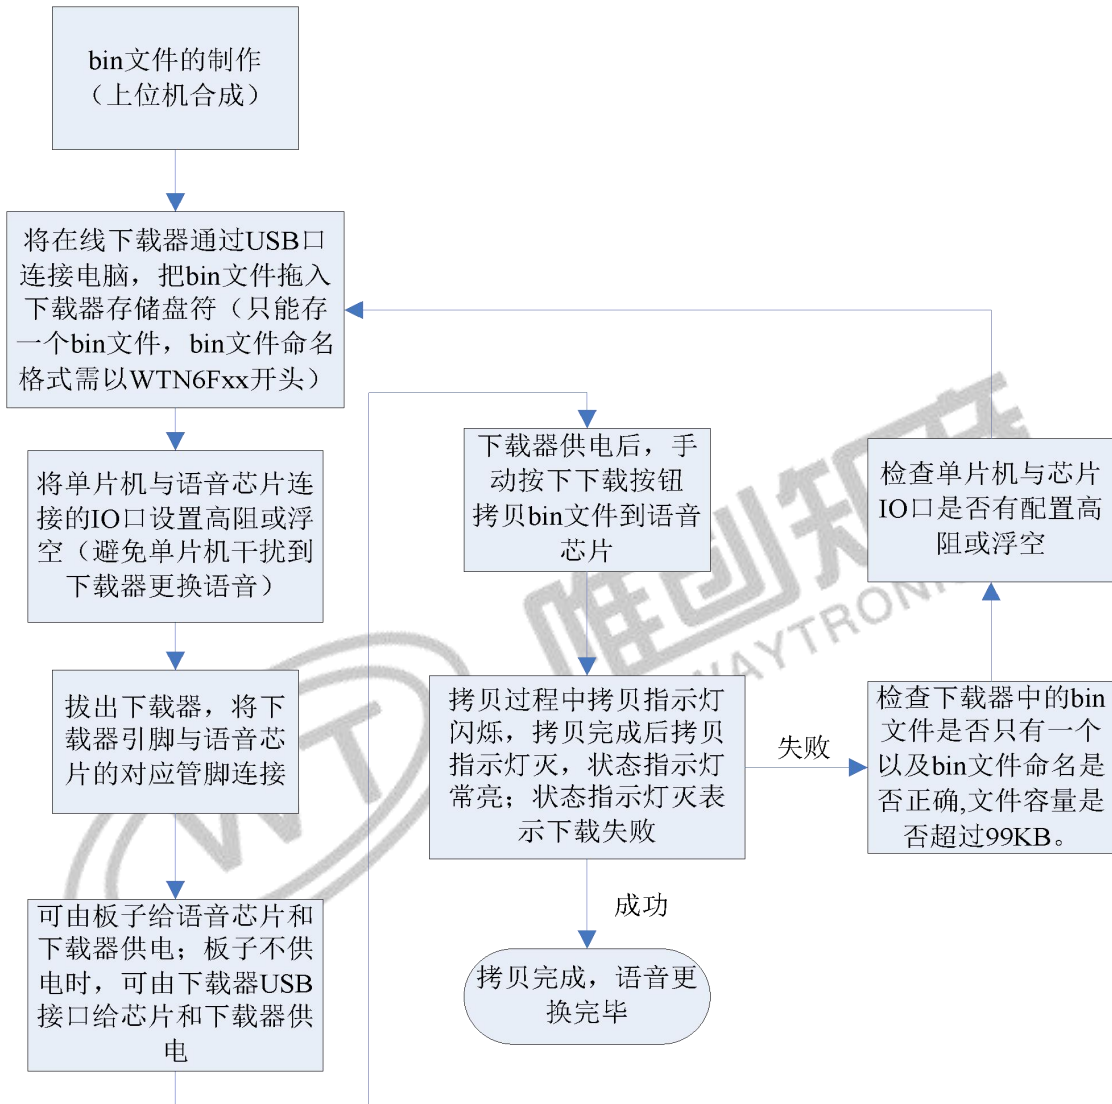 bin文件的制作
（上位机合成）
将在线下载器通过USB口
连接电脑，把bin文件拖入
下载器存储盘符（只能存
一个bin文件，bin文件命名
格式需以WTN6Fxx开头）
将单片机与语音芯片连
接的IO口设置高阻或浮
空（避免单片机干扰到
下载器更换语音）
拔出下载器，将下
载器引脚与语音芯
片的对应管脚连接
可由板子给语音芯片和
下载器供电；板子不供
电时，可由下载器USB
接口给芯片和下载器供
电
下载器供电后，手
动按下下载按钮
拷贝bin文件到语音
芯片
拷贝过程中拷贝指示灯
闪烁，拷贝完成后拷贝
指示灯灭，状态指示灯
常亮；状态指示灯灭表
示下载失败
失败
成功
拷贝完成，语音更
换完毕
检查下载器中的bin
文件是否只有一个
以及bin文件命名是
否正确,文件容量是
否超过99KB。
检查单片机与芯片
IO口是否有配置高
阻或浮空
唯创知音
WAYTRONIC
WT